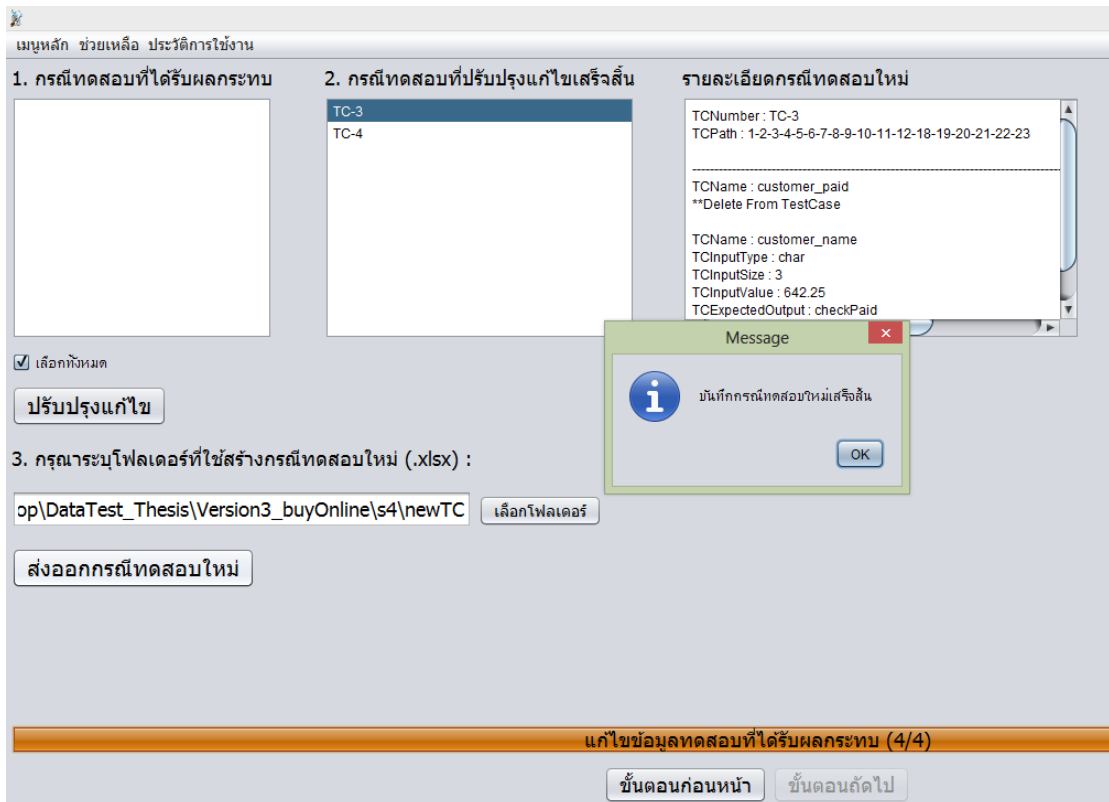 เมนูหลัก ช่วยเหลือ ประวัติการใช้งาน
1. กรณีทดสอบที่ได้รับผลกระทบ
2. กรณีทดสอบที่ปรับปรุงแก้ไขเสร็จสิ้น
รายละเอียดกรณีทดสอบใหม่
TC-3
TC-4
TCNumber : TC-3
TCPath : 1-2-3-4-5-6-7-8-9-10-11-12-18-19-20-21-22-23
TCName : customer_paid
**Delete From TestCase
TCName : customer_name
TCInputType : char
TCInputSize : 3
TCInputValue : 642.25
TCExpectedOutput : checkPaid
Message
บันทึกกรณีทดสอบใหม่เสร็จสิ้น
OK
เลือกทั้งหมด
ปรับปรุงแก้ไข
3. กรุณาระบุโฟลเดอร์ที่ใช้สร้างกรณีทดสอบใหม่ (.xlsx) :
op\DataTest_Thesis\Version3_buyOnline\s4\newTC
เลือกโฟลเดอร์
ส่งออกกรณีทดสอบใหม่
แก้ไขข้อมูลทดสอบที่ได้รับผลกระทบ (4/4)
ขั้นตอนก่อนหน้า
ขั้นตอนถัดไป